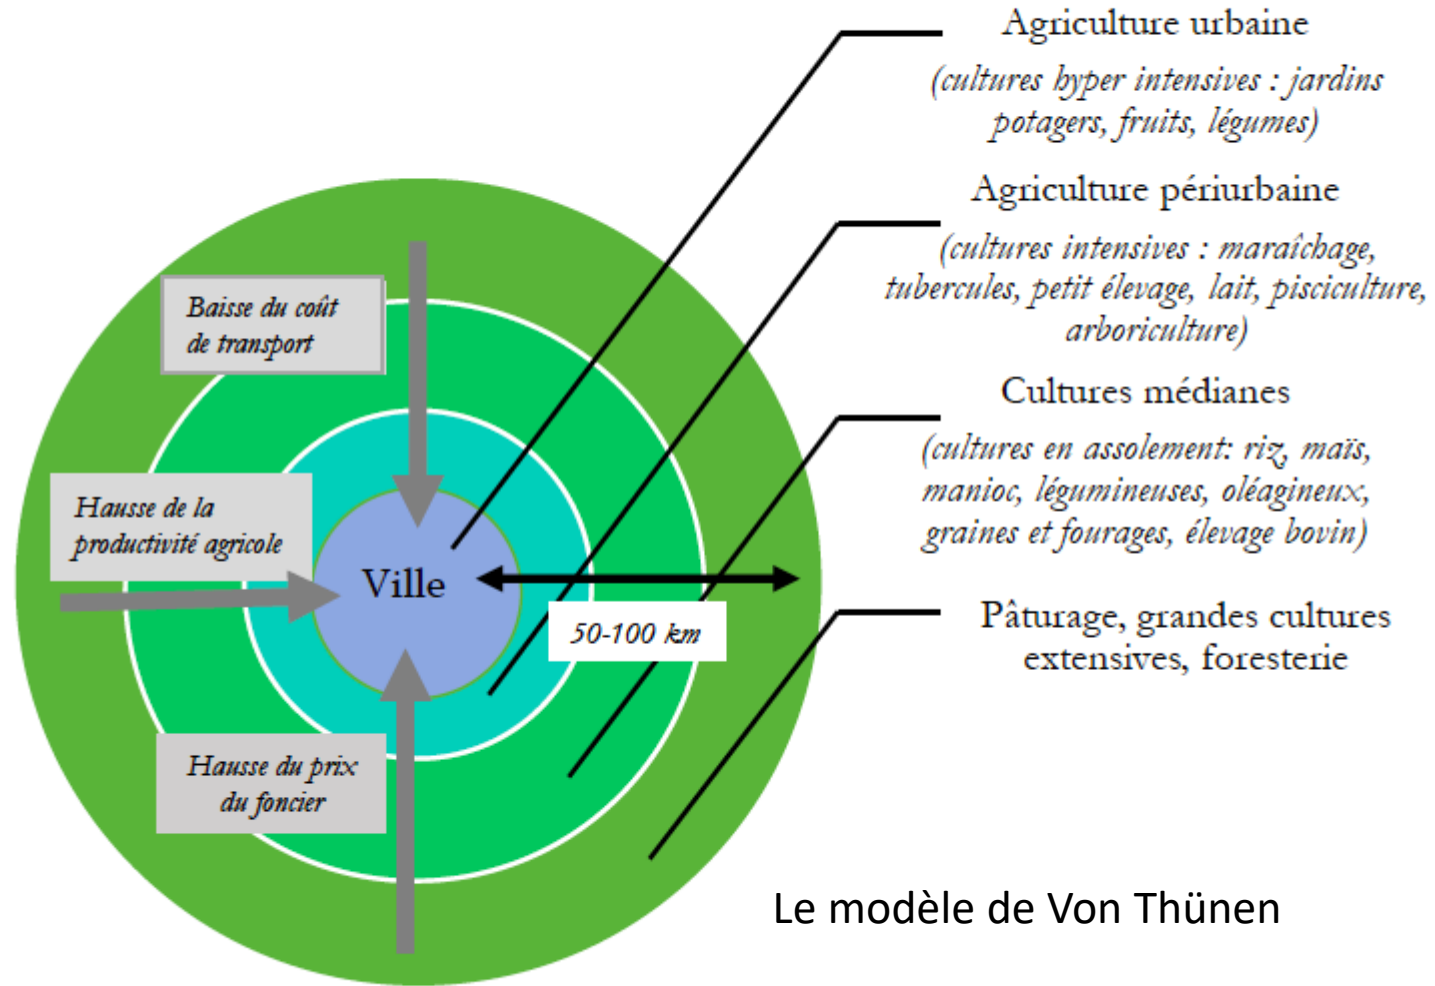 Agriculture urbaine
(cultures hyper intensives : jardins
potagers, fruits, légumes)
Agriculture périurbaine
(cultures intensives : maraîchage,
tubercules, petit élevage, lait, pisciculture,
arboriculture)
Cultures médianes
(cultures en assolement: riz, maïs,
manioc, légumineuses, oléagineux,
graines et fourages, élevage bovin)
Pâturage, grandes cultures
extensives, foresterie
Baisse du coût
de transport
Hausse de la
productivité agricole
Ville
50-100 km
Hausse du prix
du foncier
Le modèle de Von Thünen